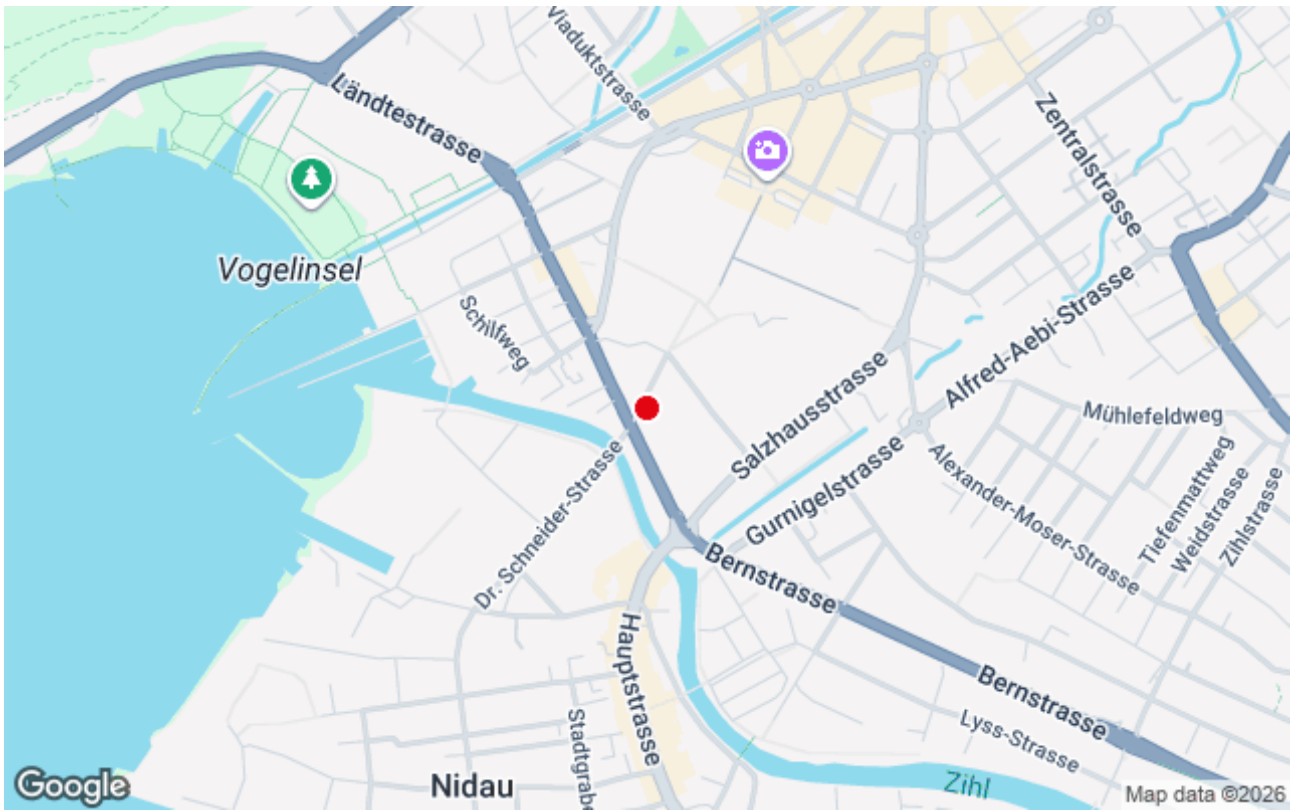 Viaduktstrasse
Ländtestrasse
Zentralstrasse
Vogelinsel
Schilfweg
Alfred-Aebi-Strasse
Salzhausstrasse
Mühlefeldweg
Gurnigelstrasse
Alexander-Moser-Strasse
Tiefenmattweg
Weidstrasse
Zihlstrasse
Dr. Schneider-Strasse
Bernstrasse
Hauptstrasse
Bernstrasse
Lyss-Strasse
Stadtgrabe
Nidau
Zihl
Google
Map data ©2026